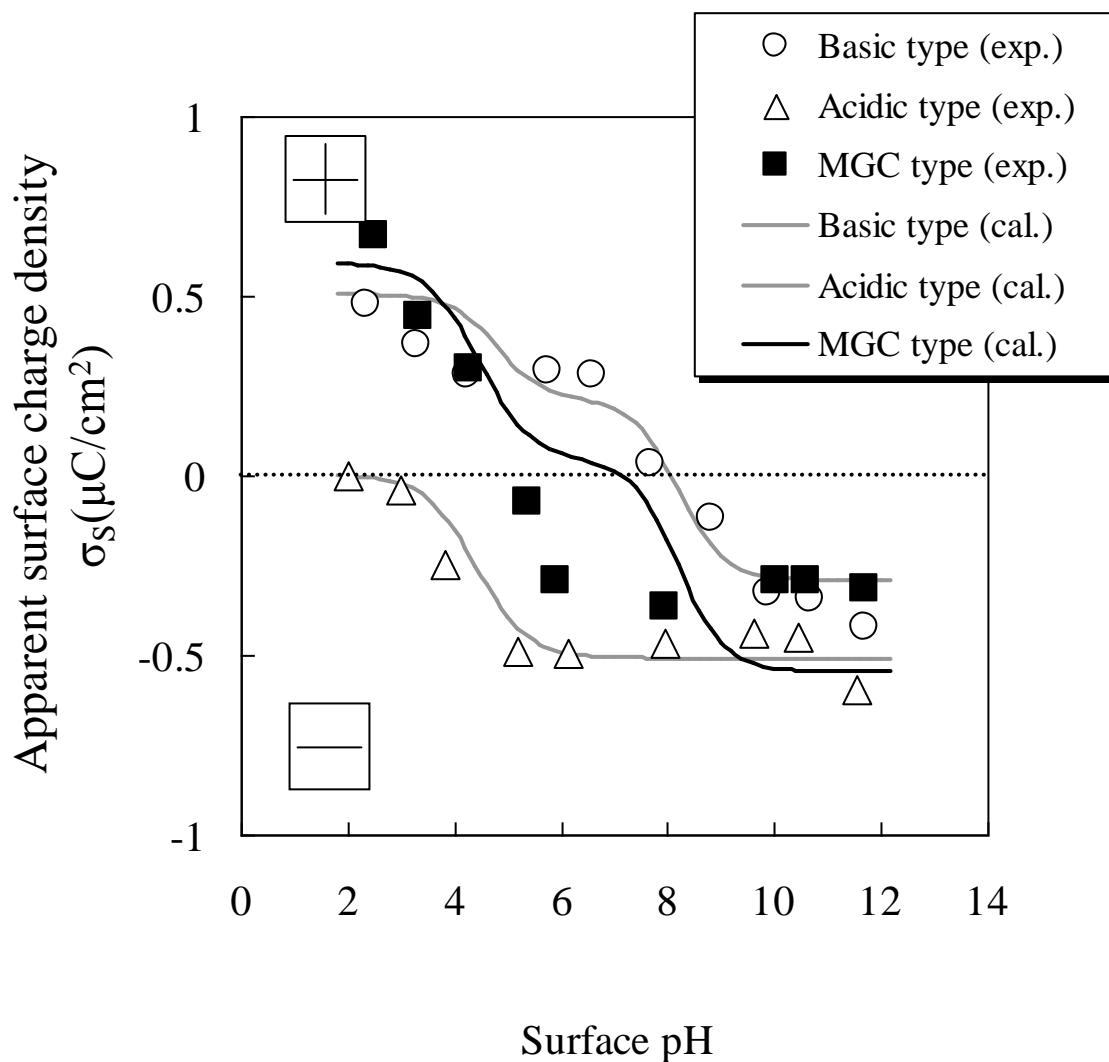 Basic type (exp.)
Acidic type (exp.)
MGC type (exp.)
Basic type (cal.)
Acidic type (cal.)
MGC type (cal.)
Apparent surface charge density
σS(μC/cm²)
1
0.5
0
-0.5
-1
+
−
0 2 4 6 8 10 12 14
Surface pH